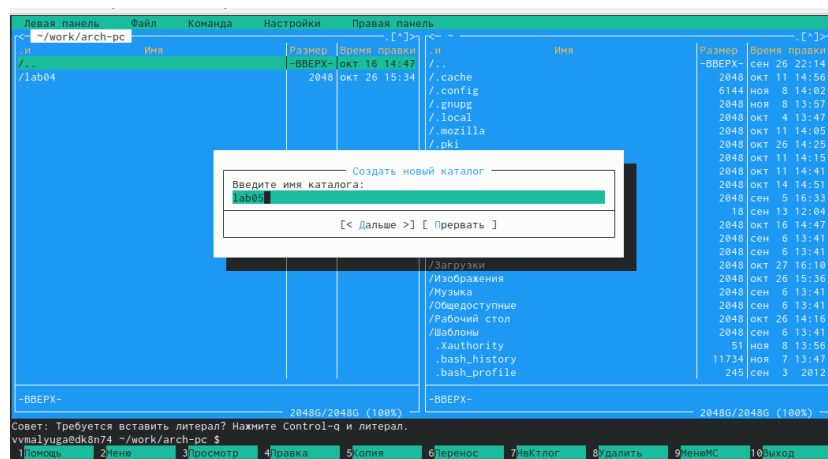 Левая панель Файл Команда Настройки Правая панель
<─ ~/work/arch-pc .[^]> <─ ~ .[^]>
.и Имя Размер Время правки .и Имя Размер Время правки
/.. -ВВЕРХ- окт 16 14:47 /.. -ВВЕРХ- сен 26 22:14
/lab04 2048 окт 26 15:34 /.cache 2048 окт 11 14:56
/.config 6144 ноя 8 14:02
/.gnupg 2048 ноя 8 13:57
/.local 2048 окт 4 13:47
/.mozilla 2048 окт 11 14:05
/.pki 2048 окт 26 14:25
2048 окт 11 14:15
Создать новый каталог 2048 окт 11 14:41
Введите имя каталога: 2048 окт 14 14:51
lab05 2048 сен 5 16:33
18 сен 13 12:04
[< Дальше >] [ Прервать ] 2048 окт 16 14:47
2048 сен 6 13:41
2048 сен 6 13:41
/Загрузки 2048 окт 27 16:10
/Изображения 2048 окт 26 15:36
/Музыка 2048 сен 6 13:41
/Общедоступные 2048 сен 6 13:41
/Рабочий стол 2048 окт 26 14:16
/Шаблоны 2048 сен 6 13:41
.Xauthority 51 ноя 8 13:56
.bash_history 11734 ноя 7 13:47
.bash_profile 245 сен 3 2012
-ВВЕРХ- -ВВЕРХ-
2048G/2048G (100%) 2048G/2048G (100%)
Совет: Требуется вставить литерал? Нажмите Control-q и литерал.
vvmalyuga@dk8n74 ~/work/arch-pc $
1Помощь 2Меню 3Просмотр 4Правка 5Копия 6Перенос 7НвКтлог 8Удалить 9МенюMC 10Выход